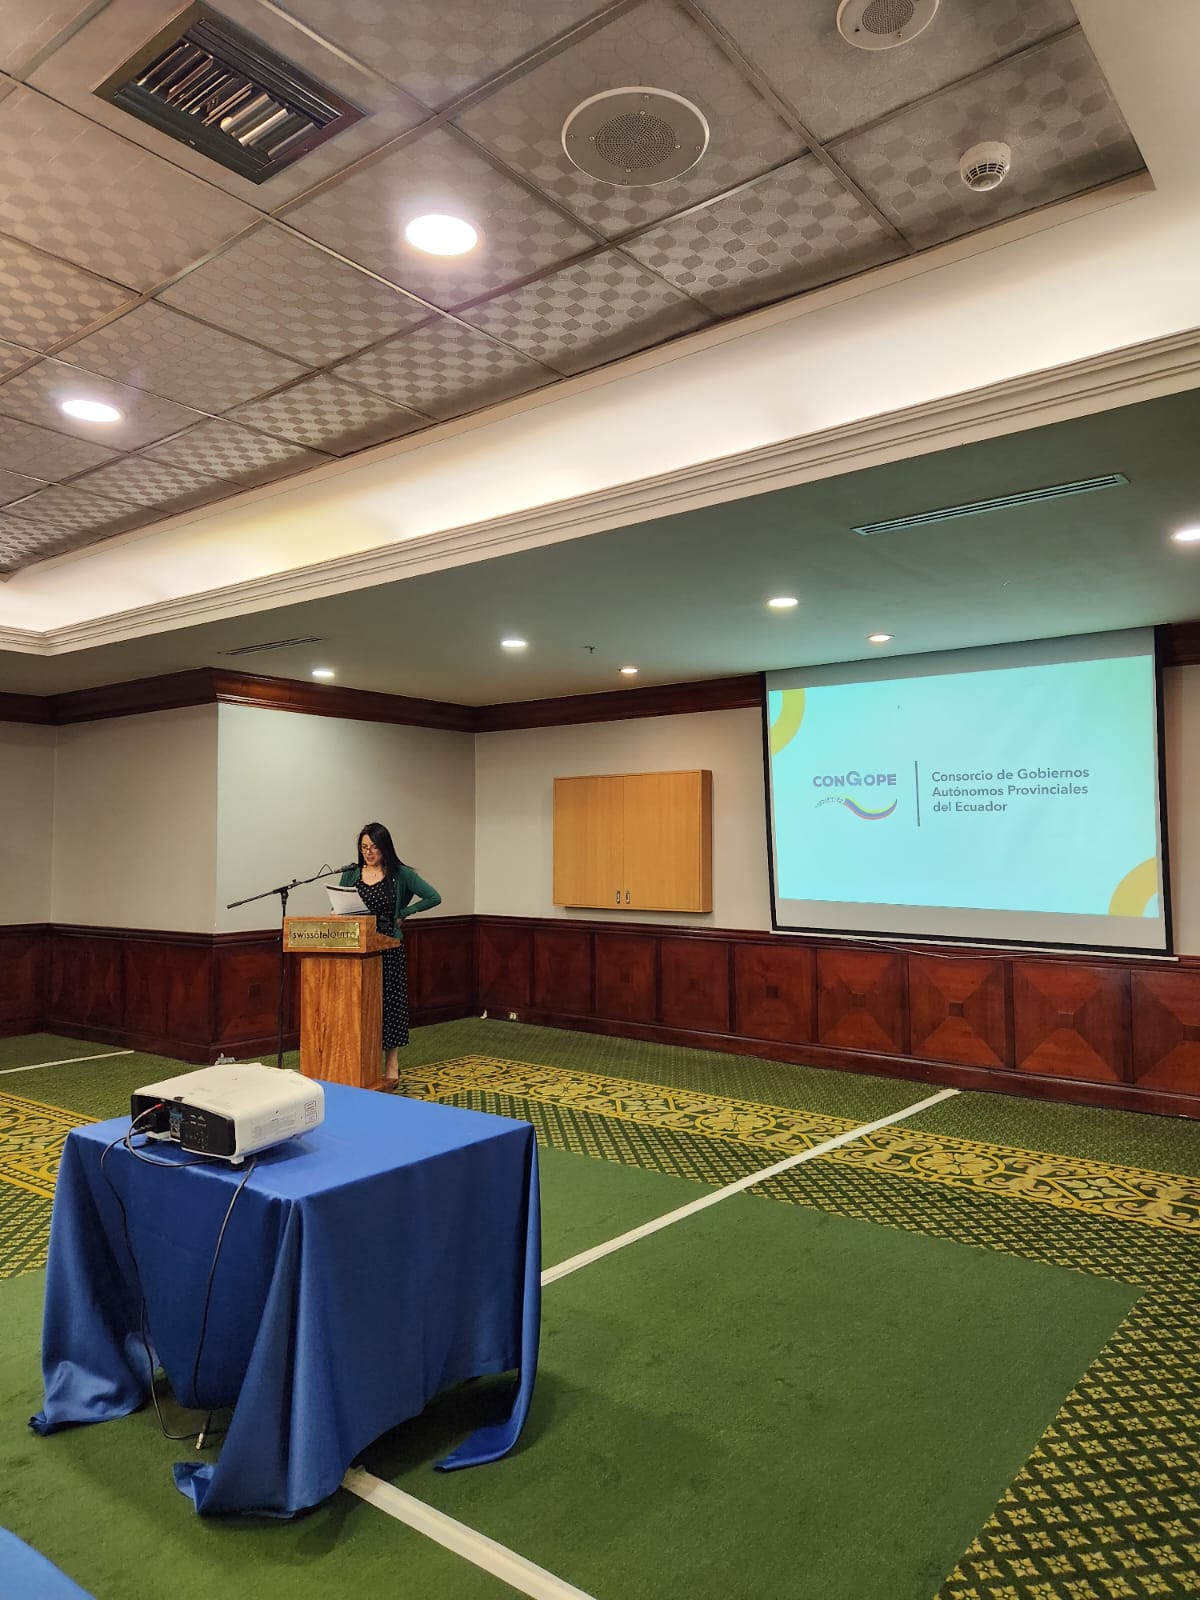 CONGOPE
Consorcio de Gobiernos
Autónomos Provinciales
del Ecuador
swissôtel QUITO